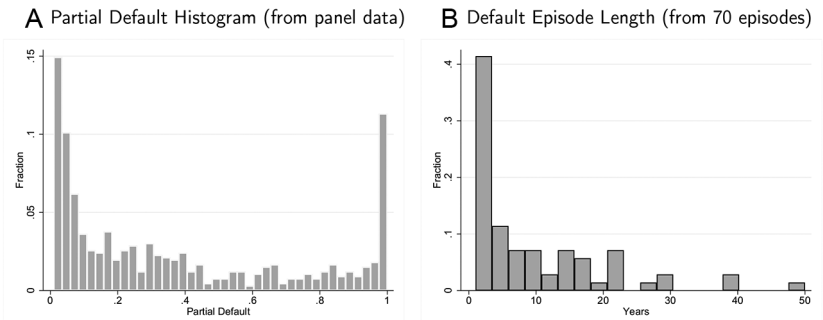 A Partial Default Histogram (from panel data)
.15
.1
.05
0
Fraction
0 .2 .4 .6 .8 1
Partial Default
B Default Episode Length (from 70 episodes)
.4
.3
.2
.1
0
Fraction
0 10 20 30 40 50
Years